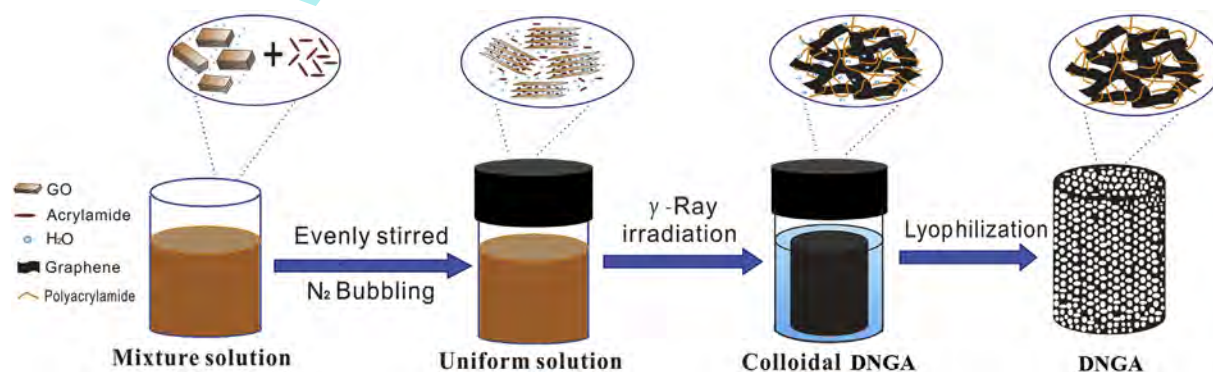 GO
Acrylamide
H₂O
Graphene
Polyacrylamide
+
Evenly stirred
N₂ Bubbling
γ-Ray
irradiation
Lyophilization
Mixture solution
Uniform solution
Colloidal DNGA
DNGA